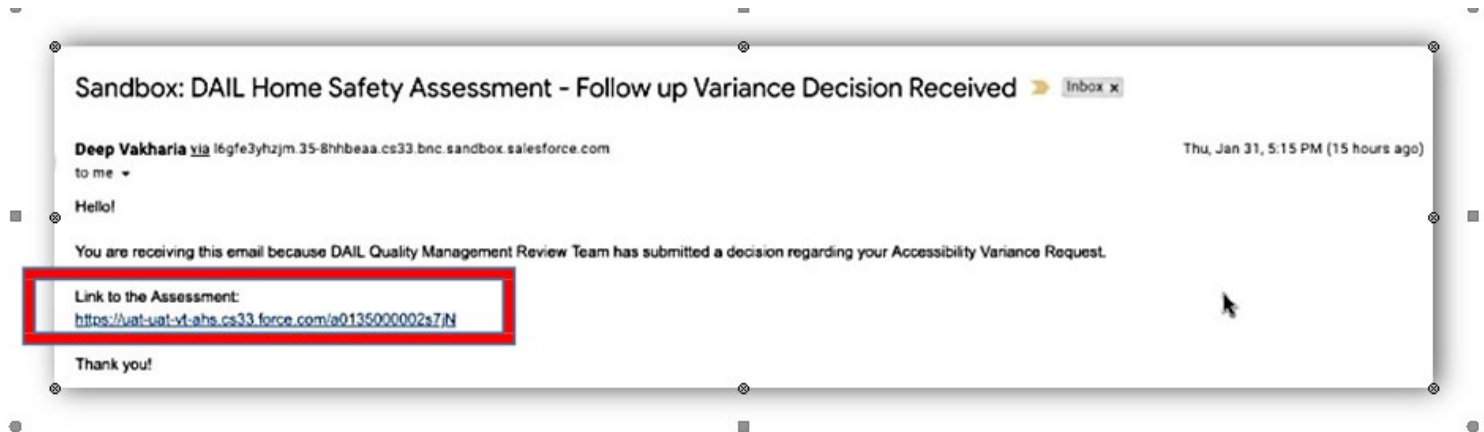 Sandbox: DAIL Home Safety Assessment - Follow up Variance Decision Received Inbox x
Deep Vakharia via l6gfe3yhzjm.35-8hhbeaa.cs33.bnc.sandbox.salesforce.com Thu, Jan 31, 5:15 PM (15 hours ago)
to me
Hello!
You are receiving this email because DAIL Quality Management Review Team has submitted a decision regarding your Accessibility Variance Request.
Link to the Assessment:
https://uat-uat-vt-ahs.cs33.force.com/a0135000002s7jN
Thank you!